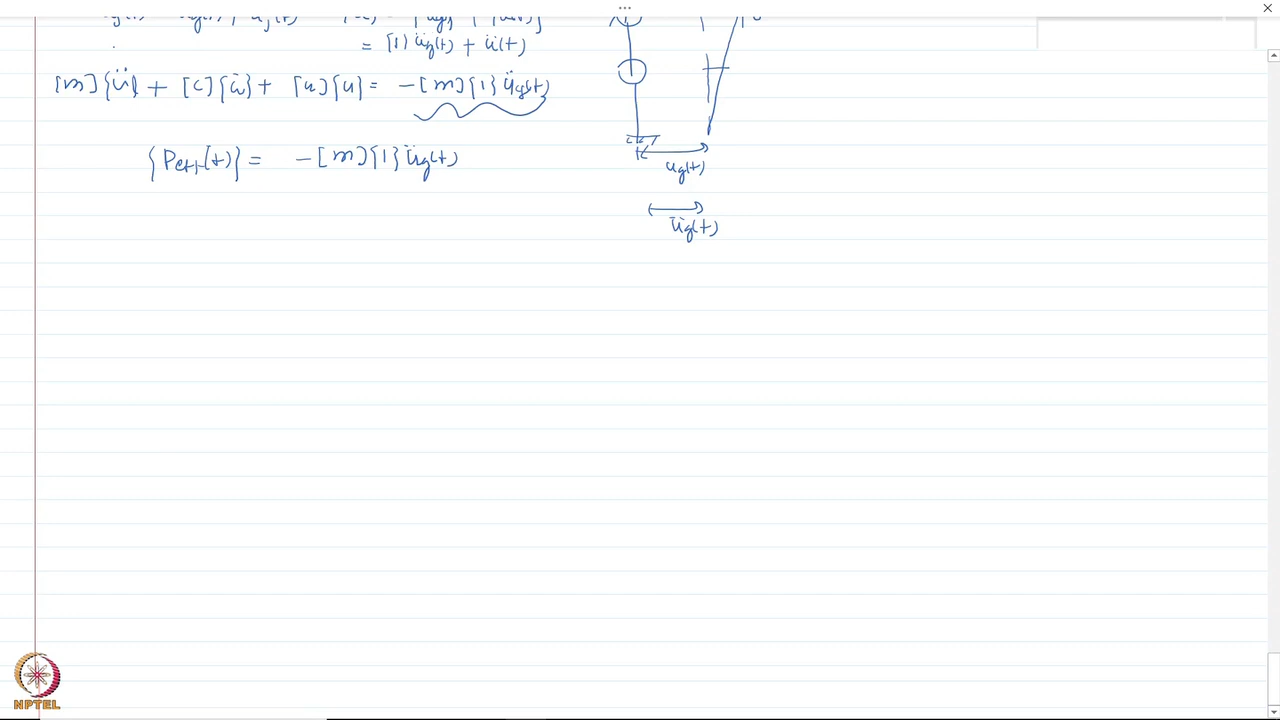 = {1} üg(t) + ü(t)
[m]{ü} + [c]{u̇} + [k]{u} = -[m]{1} üg(t)
{Peff(t)} = -[m]{1} üg(t)
ug(t)
üg(t)
NPTEL